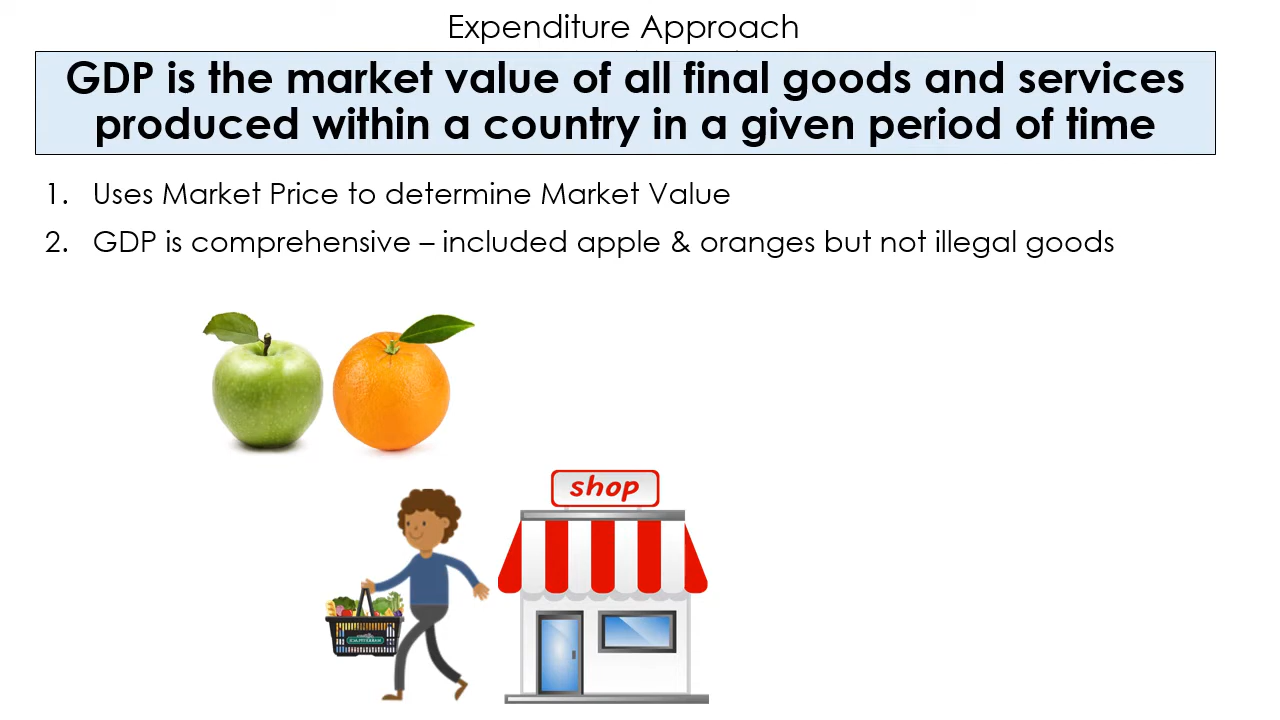 Expenditure Approach
GDP is the market value of all final goods and services
produced within a country in a given period of time
1. Uses Market Price to determine Market Value
2. GDP is comprehensive – included apple & oranges but not illegal goods
shop